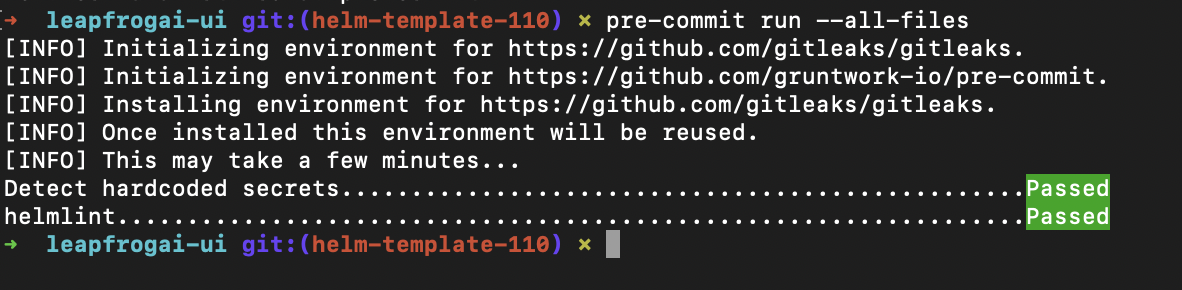 → leapfrogai-ui git:(helm-template-110) × pre-commit run --all-files
[INFO] Initializing environment for https://github.com/gitleaks/gitleaks.
[INFO] Initializing environment for https://github.com/gruntwork-io/pre-commit.
[INFO] Installing environment for https://github.com/gitleaks/gitleaks.
[INFO] Once installed this environment will be reused.
[INFO] This may take a few minutes...
Detect hardcoded secrets.................................................Passed
helmlint.................................................................Passed
→ leapfrogai-ui git:(helm-template-110) ×